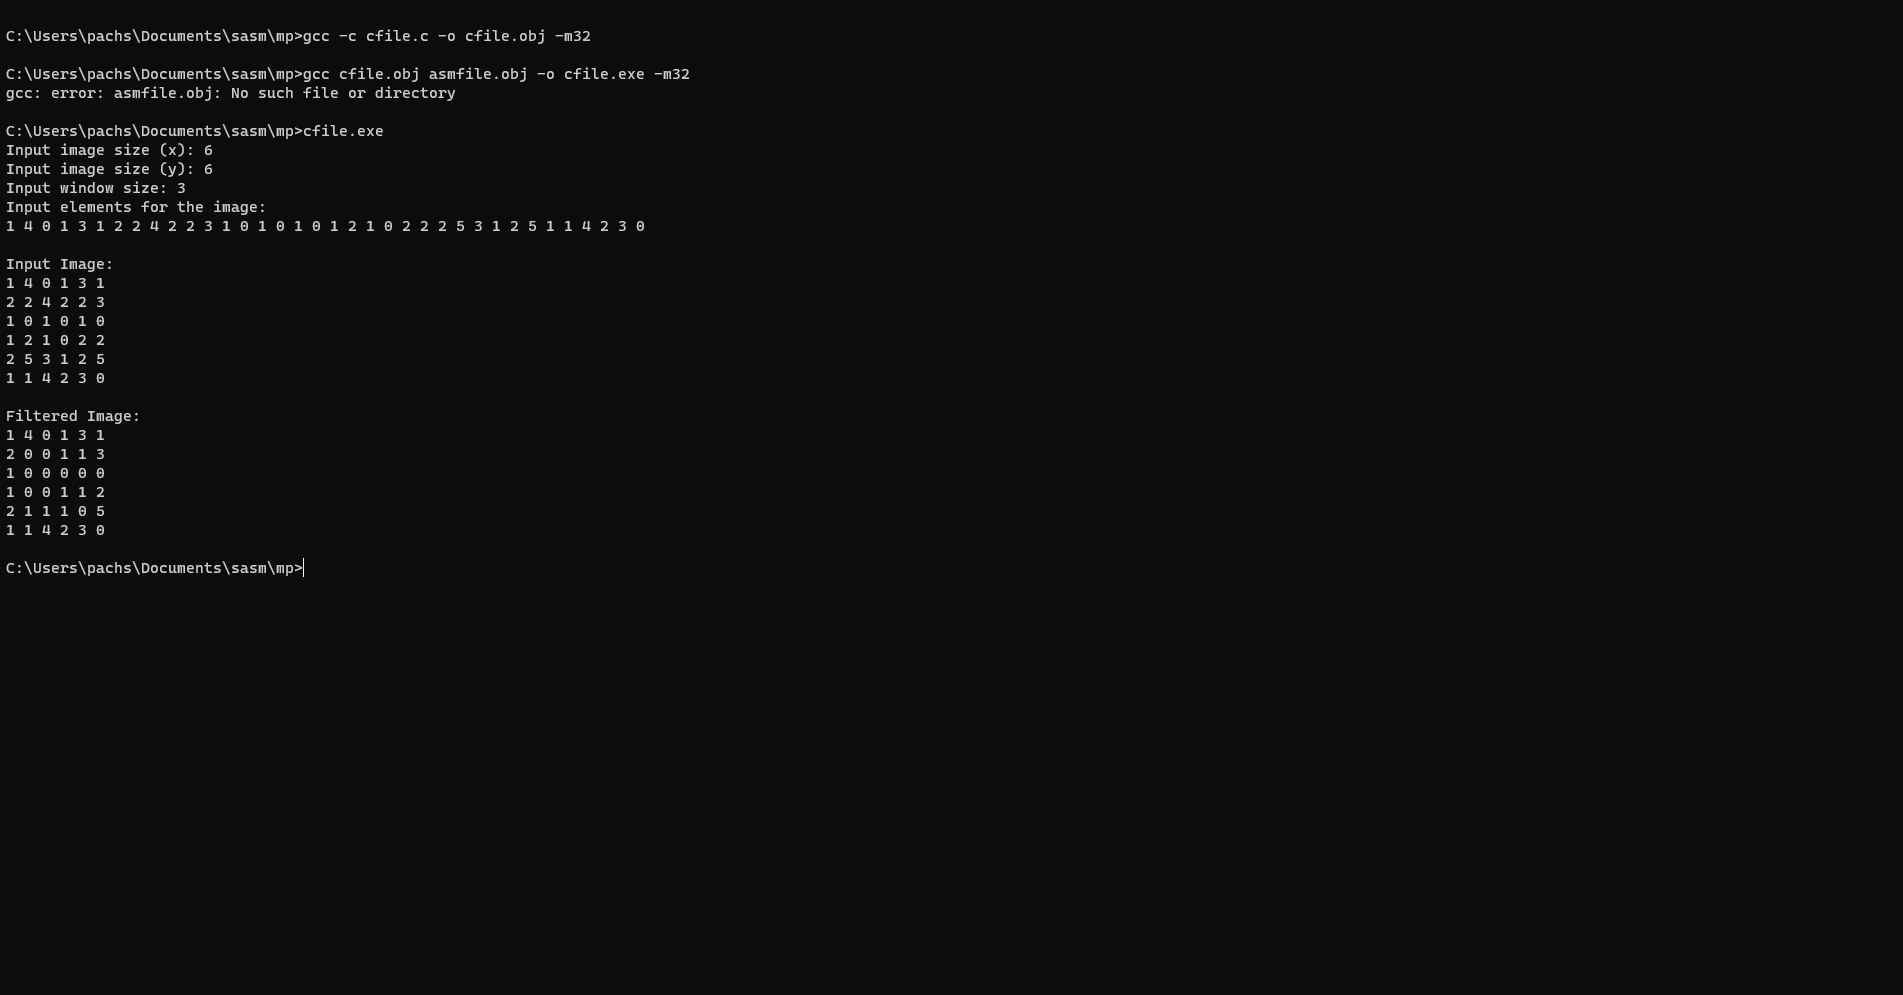 C:\Users\pachs\Documents\sasm\mp>gcc -c cfile.c -o cfile.obj -m32
C:\Users\pachs\Documents\sasm\mp>gcc cfile.obj asmfile.obj -o cfile.exe -m32
gcc: error: asmfile.obj: No such file or directory
C:\Users\pachs\Documents\sasm\mp>cfile.exe
Input image size (x): 6
Input image size (y): 6
Input window size: 3
Input elements for the image:
1 4 0 1 3 1 2 2 4 2 2 3 1 0 1 0 1 0 1 2 1 0 2 2 2 5 3 1 2 5 1 1 4 2 3 0
Input Image:
1 4 0 1 3 1
2 2 4 2 2 3
1 0 1 0 1 0
1 2 1 0 2 2
2 5 3 1 2 5
1 1 4 2 3 0
Filtered Image:
1 4 0 1 3 1
2 0 0 1 1 3
1 0 0 0 0 0
1 0 0 1 1 2
2 1 1 1 0 5
1 1 4 2 3 0
C:\Users\pachs\Documents\sasm\mp>